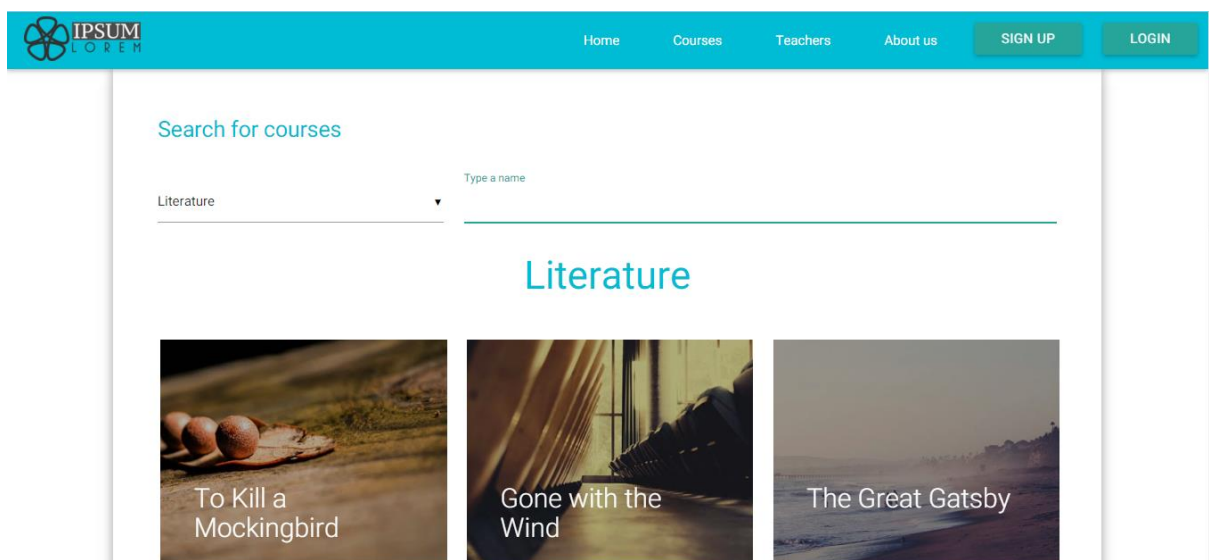 IPSUM
LOREM
Home Courses Teachers About us SIGN UP LOGIN
Search for courses
Type a name
Literature
Literature
To Kill a
Mockingbird
Gone with the
Wind
The Great Gatsby